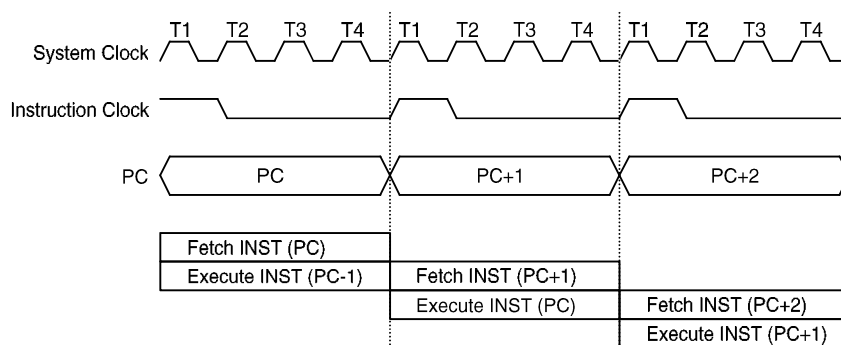 T1 T2 T3 T4 T1 T2 T3 T4 T1 T2 T3 T4
System Clock
Instruction Clock
PC PC PC+1 PC+2
Fetch INST (PC)
Execute INST (PC-1) Fetch INST (PC+1)
Execute INST (PC) Fetch INST (PC+2)
Execute INST (PC+1)